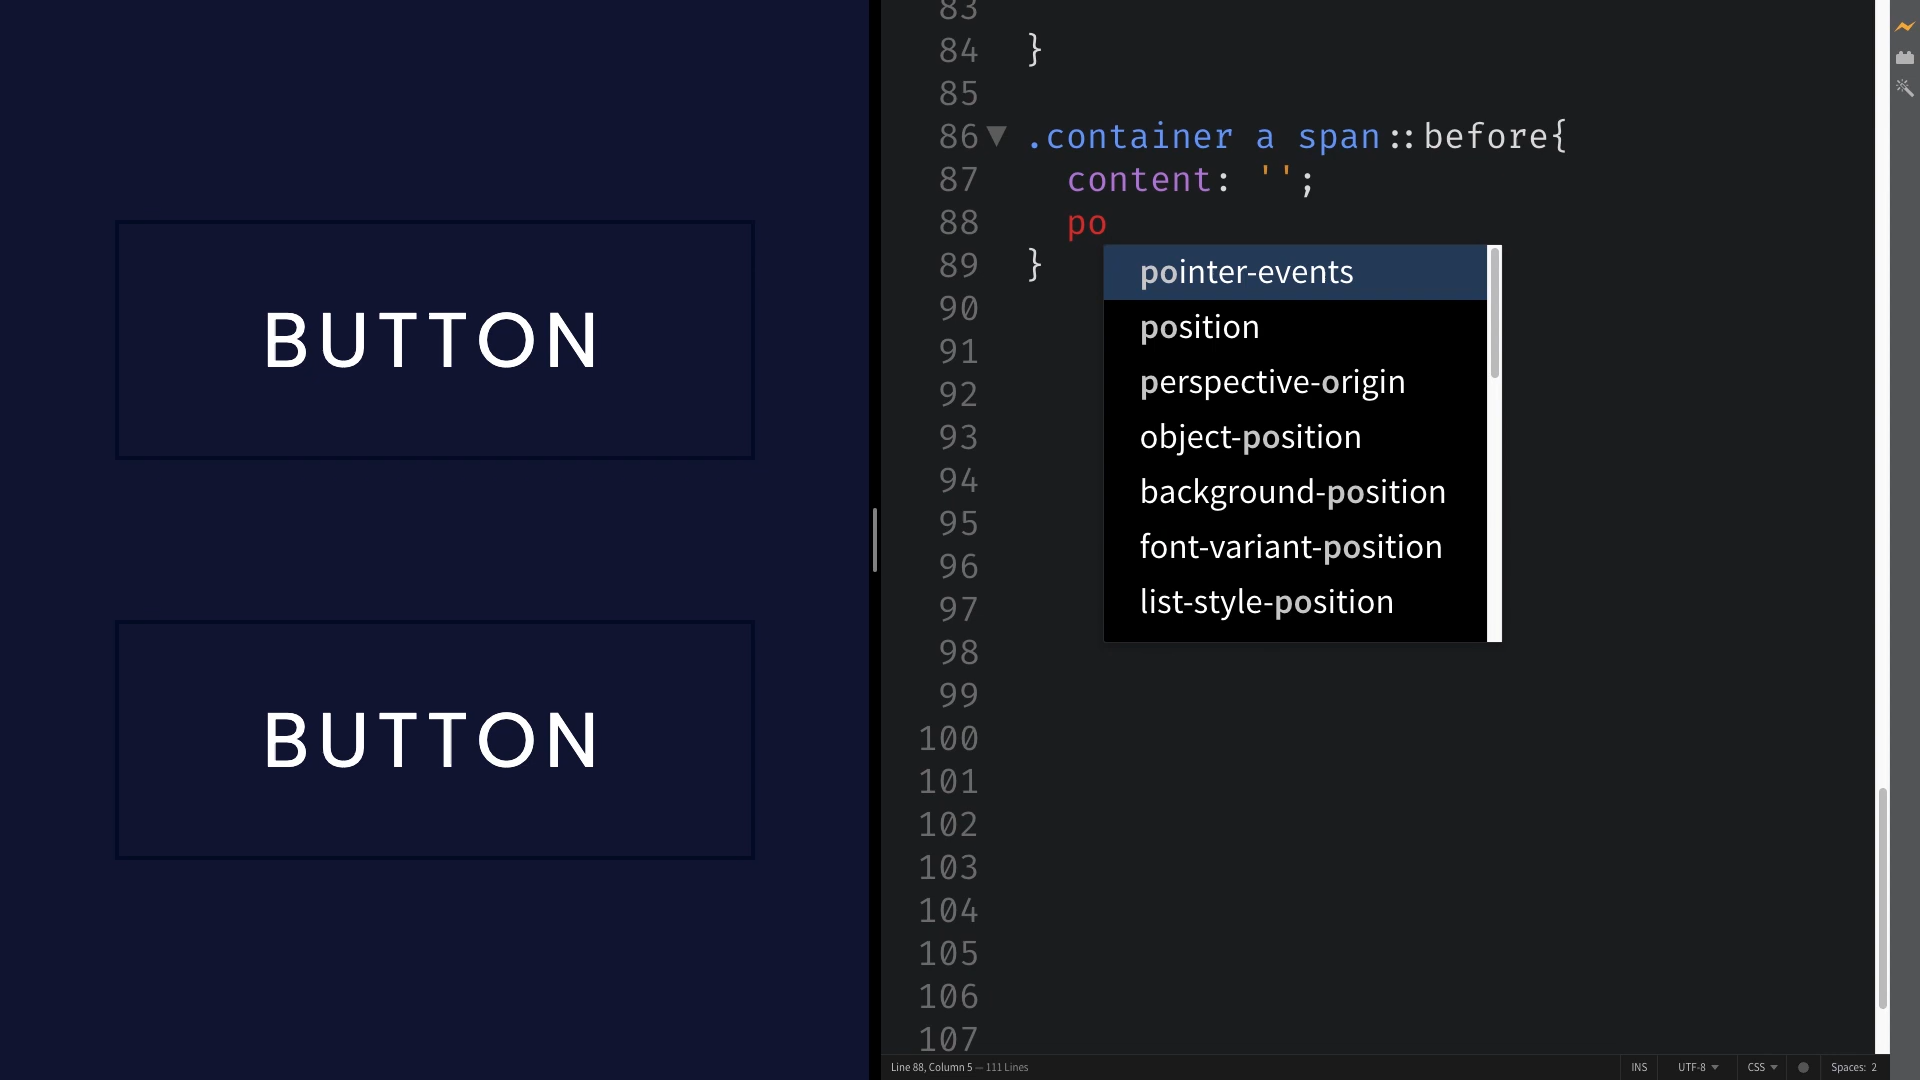 BUTTON
BUTTON
83
84 }
85
86 .container a span::before{
87 content: '';
88 po
89 }
90
91
92
93
94
95
96
97
98
99
100
101
102
103
104
105
106
107
pointer-events
position
perspective-origin
object-position
background-position
font-variant-position
list-style-position
Line 88, Column 5 — 111 Lines
INS UTF-8 CSS Spaces: 2